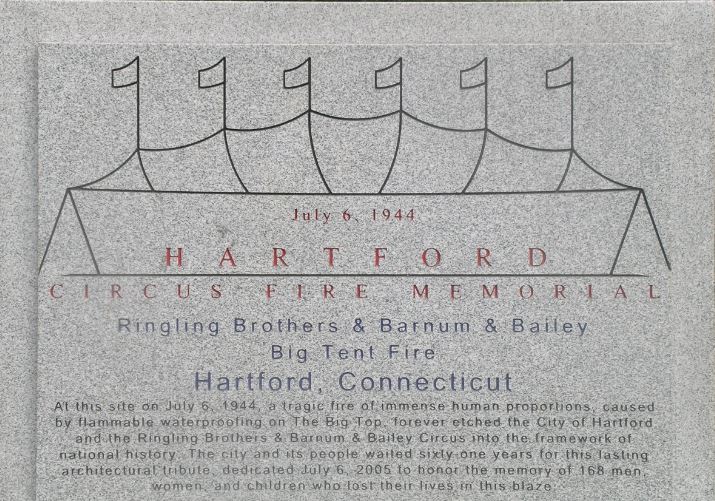 July 6, 1944
HARTFORD
CIRCUS FIRE MEMORIAL
Ringling Brothers & Barnum & Bailey
Big Tent Fire
Hartford, Connecticut
At this site on July 6, 1944, a tragic fire of immense human proportions, caused
by flammable waterproofing on The Big Top, forever etched the City of Hartford
and the Ringling Brothers & Barnum & Bailey Circus into the framework of
national history. The city and its people waited sixty one years for this lasting
architectural tribute, dedicated July 6, 2005 to honor the memory of 168 men,
women, and children who lost their lives in this blaze.